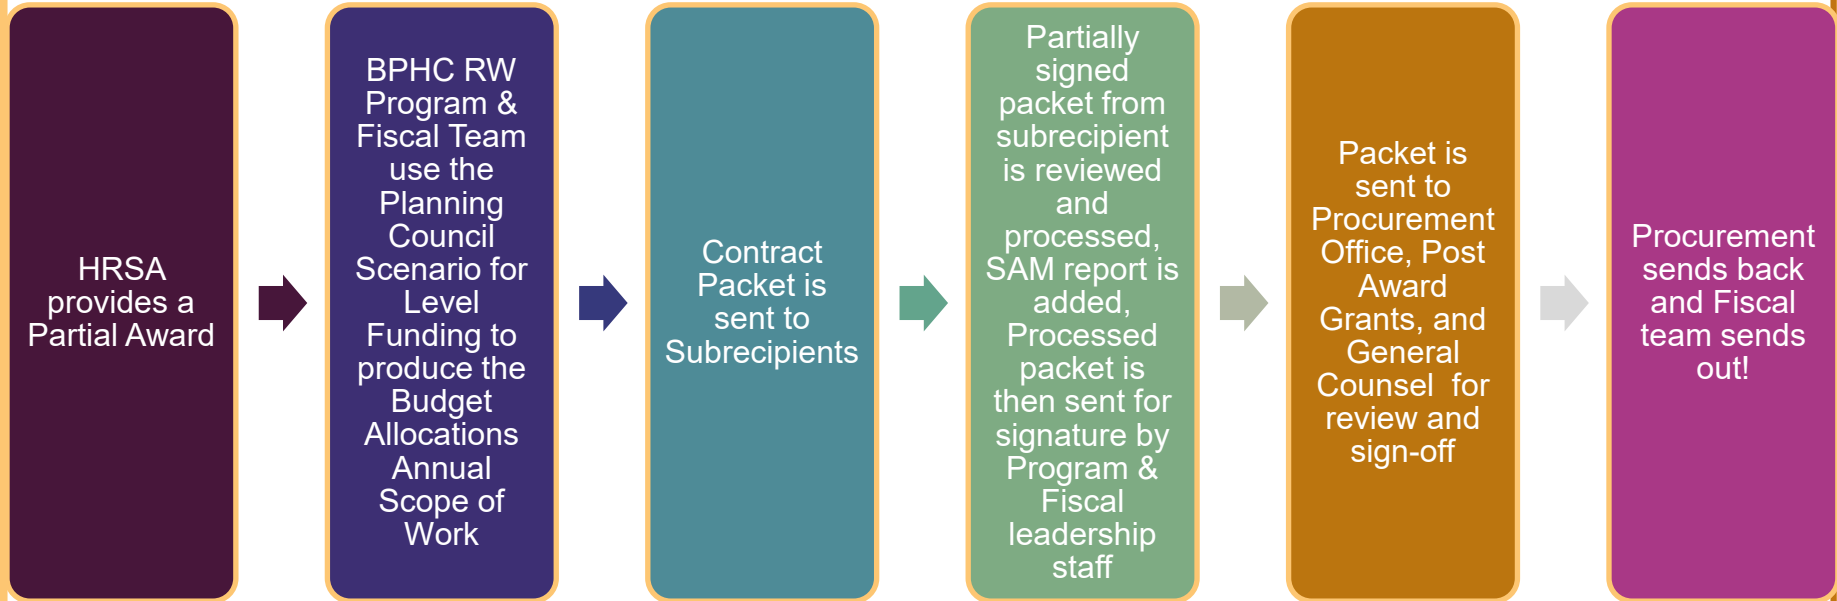 HRSA
provides a
Partial Award
BPHC RW
Program &
Fiscal Team
use the
Planning
Council
Scenario for
Level
Funding to
produce the
Budget
Allocations
Annual
Scope of
Work
Contract
Packet is
sent to
Subrecipients
Partially
signed
packet from
subrecipient
is reviewed
and
processed,
SAM report is
added,
Processed
packet is
then sent for
signature by
Program &
Fiscal
leadership
staff
Packet is
sent to
Procurement
Office, Post
Award
Grants, and
General
Counsel  for
review and
sign-off
Procurement
sends back
and Fiscal
team sends
out!